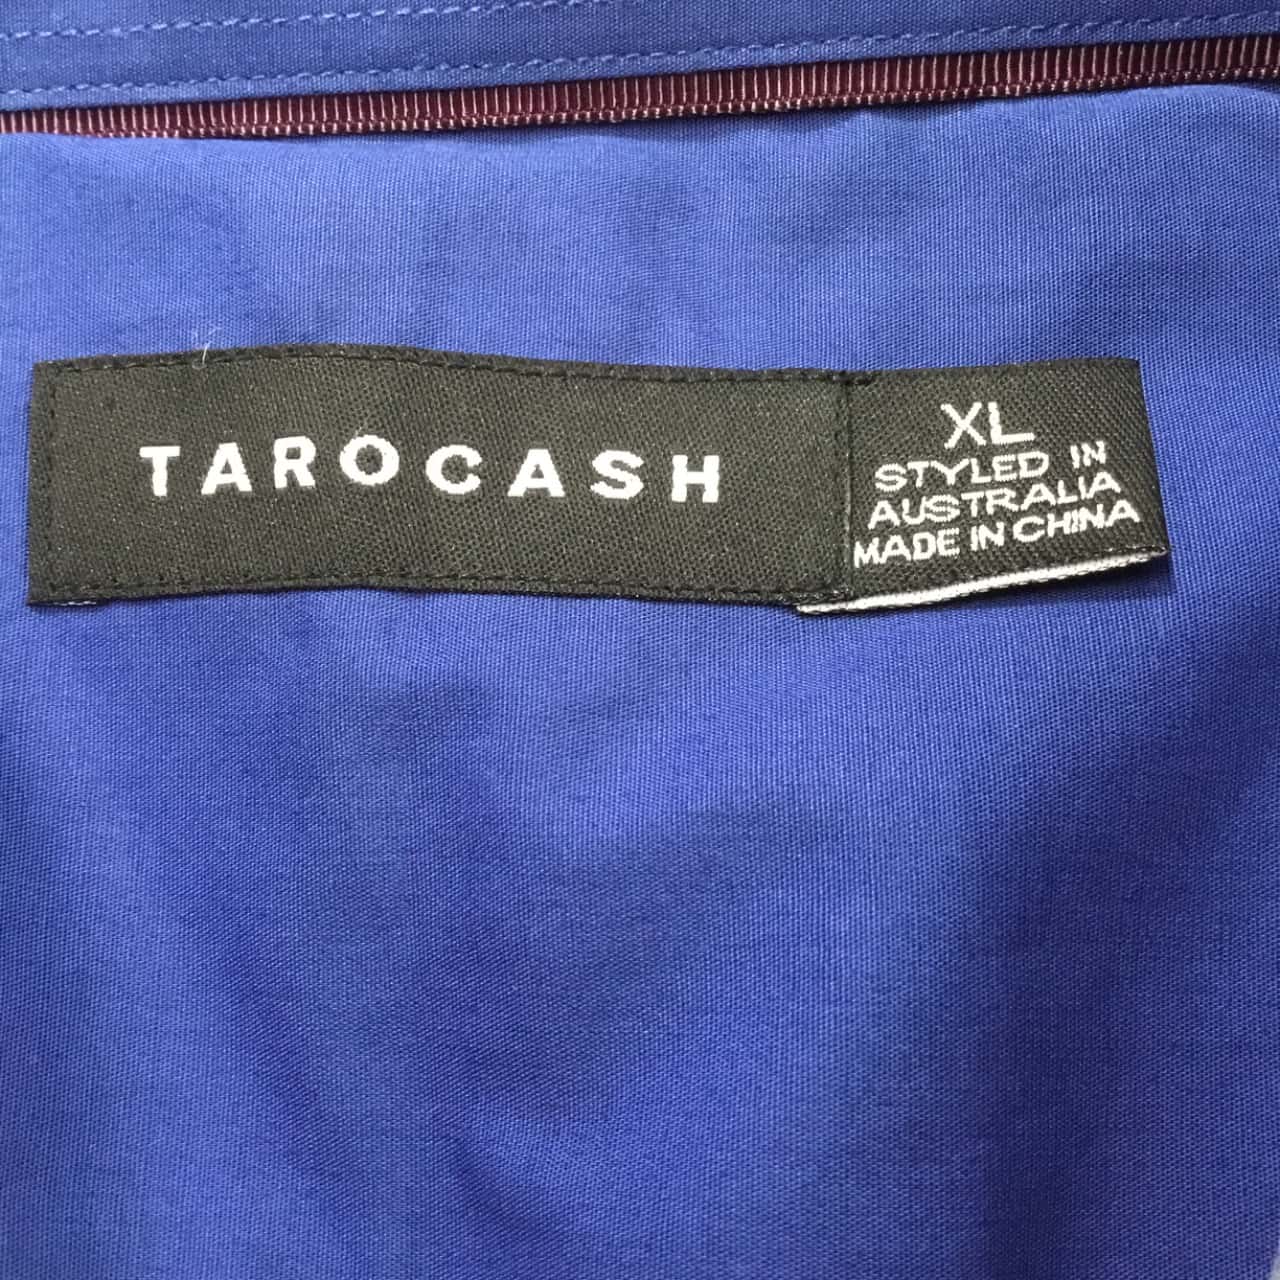 TAROCASH
XL
STYLED IN
AUSTRALIA
MADE IN CHINA